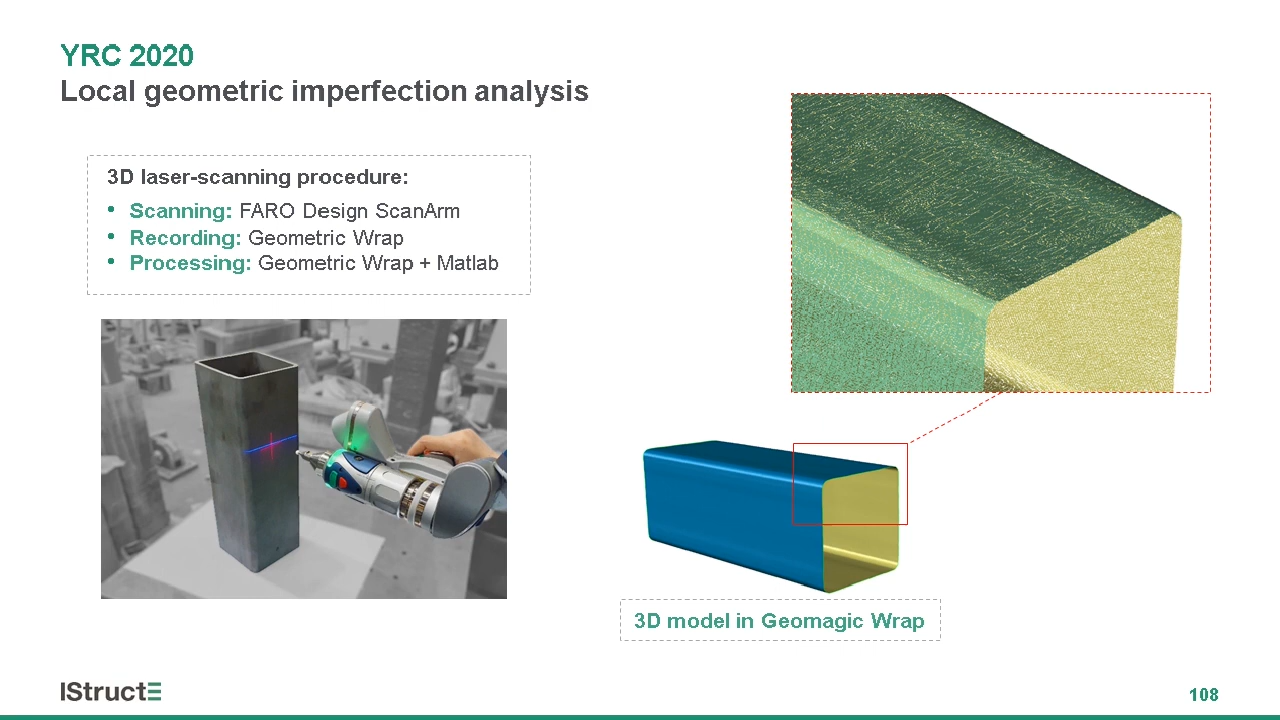 YRC 2020
Local geometric imperfection analysis
3D laser-scanning procedure:
• Scanning: FARO Design ScanArm
• Recording: Geometric Wrap
• Processing: Geometric Wrap + Matlab
3D model in Geomagic Wrap
IStructE
108